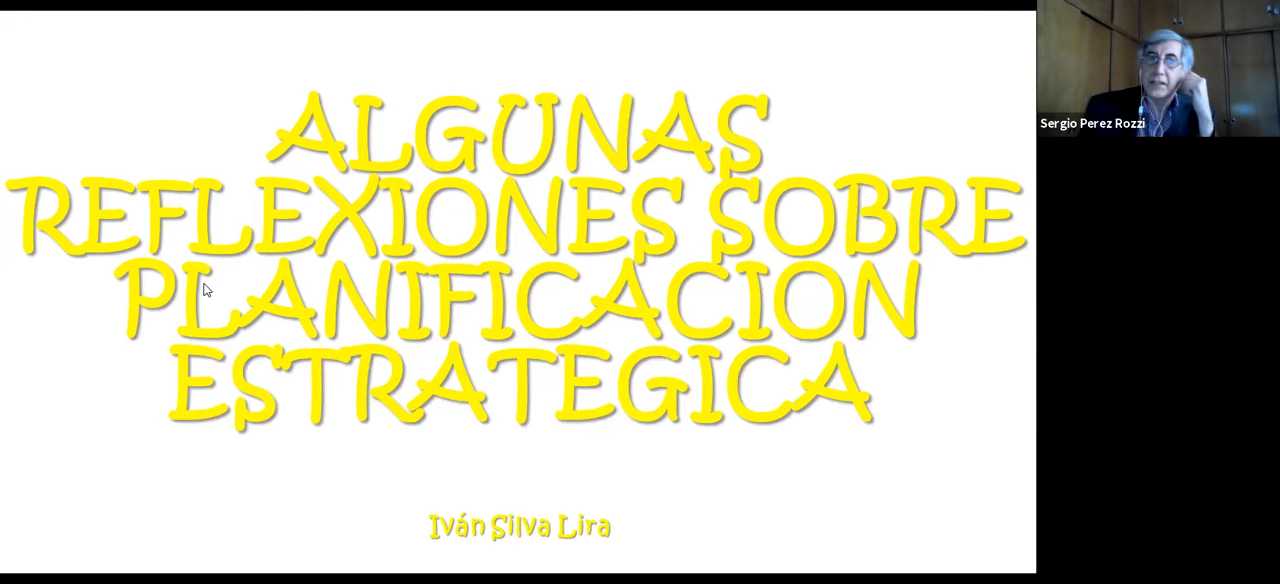 ALGUNAS
REFLEXIONES SOBRE
PLANIFICACION
ESTRATEGICA
Iván Silva Lira
Sergio Perez Rozzi